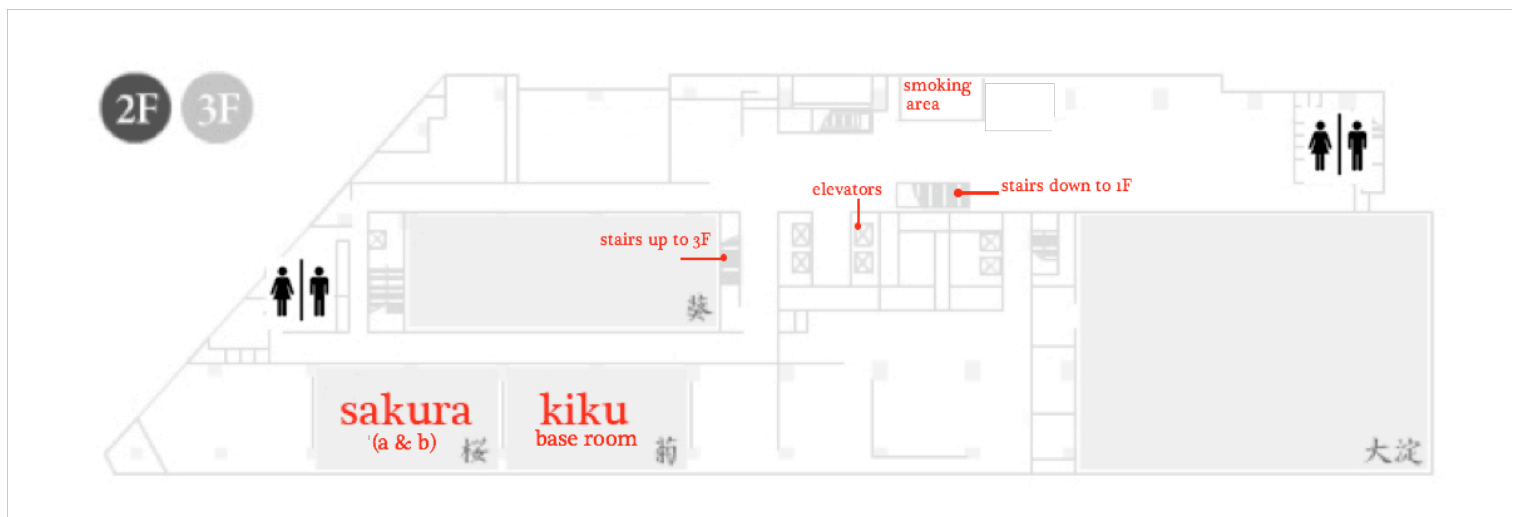 2F 3F
smoking
area
elevators
stairs down to 1F
stairs up to 3F
葵
sakura
(a & b)
桜
kiku
base room
菊
大淀